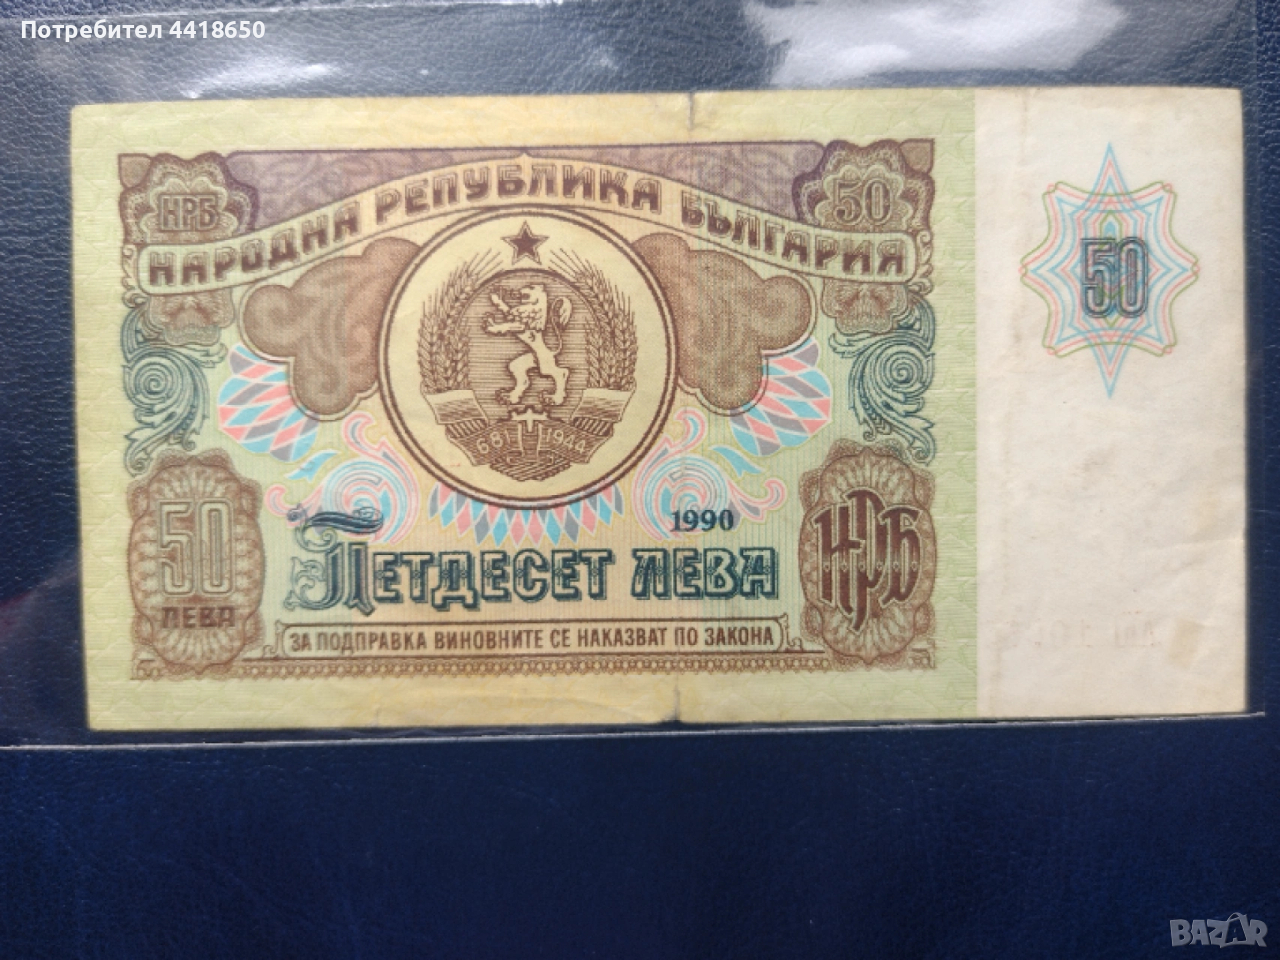 Потребител 4418650
НРБ
50
НАРОДНА РЕПУБЛИКА БЪЛГАРИЯ
50
681 1944
1990
50
ЛЕВА
ПЕТДЕСЕТ ЛЕВА
НРБ
ЗА ПОДПРАВКА ВИНОВНИТЕ СЕ НАКАЗВАТ ПО ЗАКОНА
BAZAR